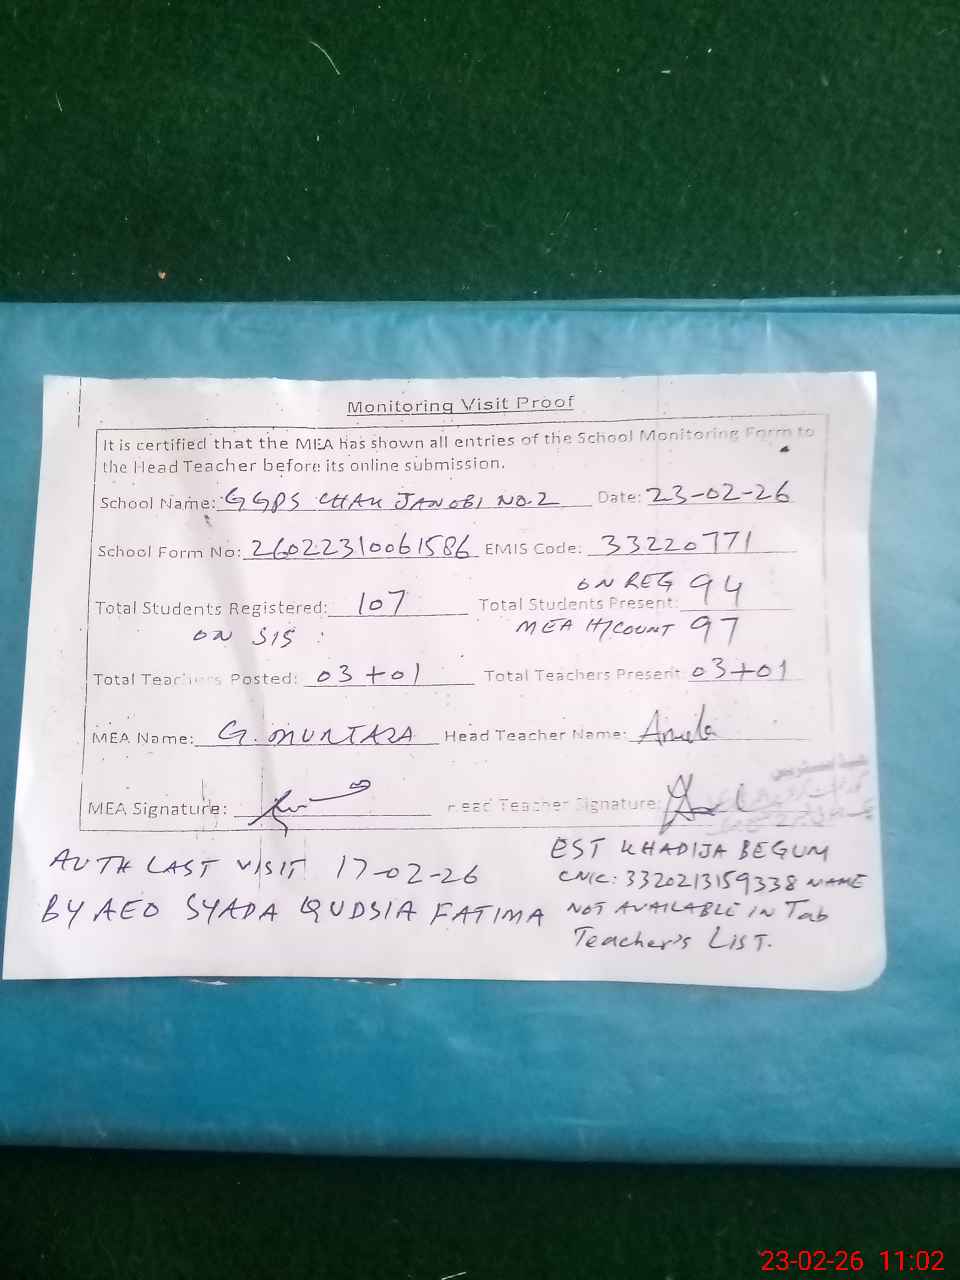 Monitoring Visit Proof
It is certified that the MEA has shown all entries of the School Monitoring Form to
the Head Teacher before its online submission.
School Name: GGPS CHAK JANOBI NO.2 Date: 23-02-26
School Form No: 26022310061586 EMIS Code: 33220771
ON REG 94
Total Students Registered: 107 Total Students Present:
ON SIS : MEA H/COUNT 97
Total Teachers Posted: 03+01 Total Teachers Present: 03+01
MEA Name: G. MURTAZA Head Teacher Name:
MEA Signature: Head Teacher Signature:
AUTH LAST VISIT 17-02-26
BY AEO SYADA QUDSIA FATIMA
EST KHADIJA BEGUM
CNIC: 3320213159338 NAME
NOT AVAILABLE IN Tab
Teacher's LIST.
23-02-26 11:02